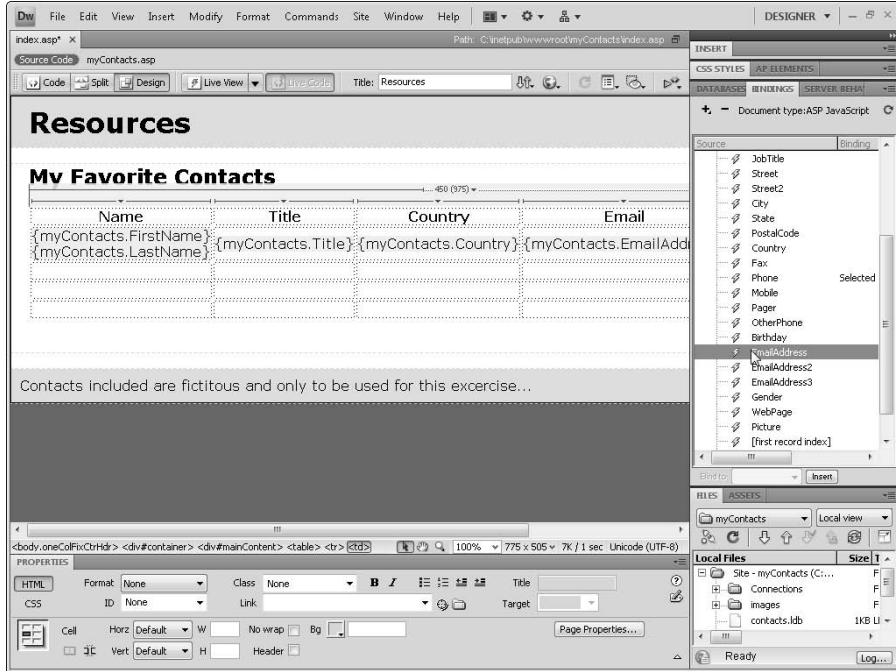 Dw File Edit View Insert Modify Format Commands Site Window Help DESIGNER
index.asp* × Path: C:\inetpub\wwwroot\myContacts\index.asp
Source Code myContacts.asp
Code Split Design Live View Live Code Title: Resources
Resources
My Favorite Contacts
450 (975)
Name Title Country Email
{myContacts.FirstName}
{myContacts.LastName}
{myContacts.Title} {myContacts.Country} {myContacts.EmailAddr
Contacts included are fictitous and only to be used for this excercise...
<body.oneColFixCtrHdr> <div#container> <div#mainContent> <table> <tr> <td> 100% 775 x 505 7K / 1 sec Unicode (UTF-8)
PROPERTIES
HTML Format None Class None B I Title
CSS ID None Link Target
Cell Horz Default W No wrap Bg Page Properties...
Vert Default H Header
INSERT
CSS STYLES AP ELEMENTS
DATABASES BINDINGS SERVER BEHA
Document type:ASP JavaScript
Source Binding
JobTitle
Street
Street2
City
State
PostalCode
Country
Fax
Phone Selected
Mobile
Pager
OtherPhone
Birthday
EmailAddress
EmailAddress2
EmailAddress3
Gender
WebPage
Picture
[first record index]
Bind to: Insert
FILES ASSETS
myContacts Local view
Local Files Size T
Site - myContacts (C:... F
Connections F
images F
contacts.ldb 1KB LI
Ready Log...